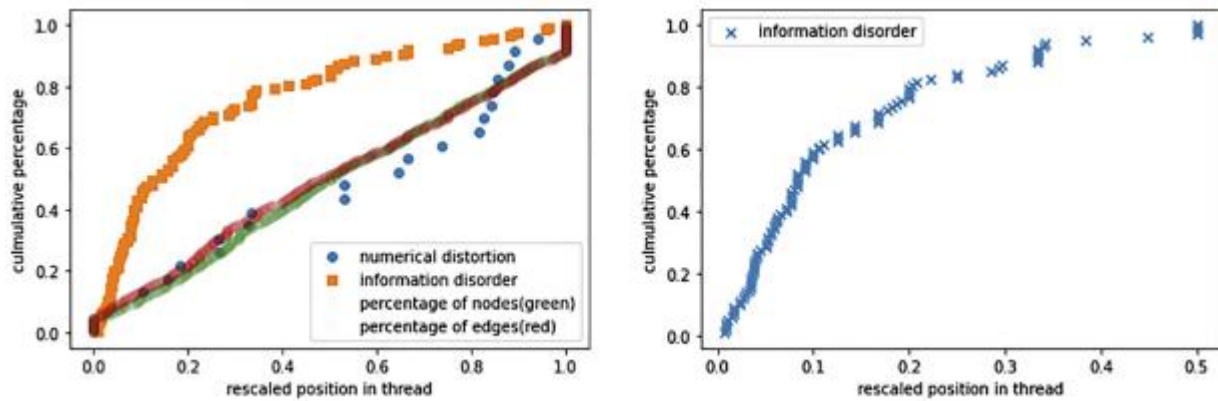 1.0
0.8
0.6
0.4
0.2
0.0
culmulative percentage
numerical distortion
information disorder
percentage of nodes(green)
percentage of edges(red)
0.0 0.2 0.4 0.6 0.8 1.0
rescaled position in thread
information disorder
1.0
0.8
0.6
0.4
0.2
0.0
culmulative percentage
0.0 0.1 0.2 0.3 0.4 0.5
rescaled position in thread